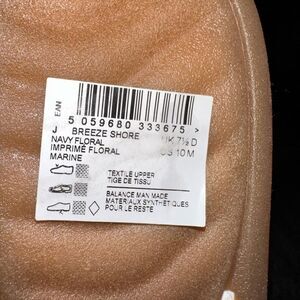 EAN
5 059680 333675 >
J BREEZE SHORE UK 7½ D
NAVY FLORAL US 10 M
IMPRIMÉ FLORAL
MARINE
TEXTILE UPPER
TIGE DE TISSU
BALANCE MAN MADE
MATERIAUX SYNTHETIQUES
POUR LE RESTE